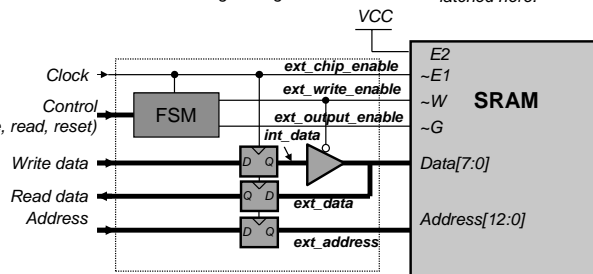 latched here.
VCC
E2
Clock
ext_chip_enable
~E1
ext_write_enable
Control
FSM
~W
SRAM
, read, reset)
ext_output_enable
~G
int_data
Write data
D Q
Data[7:0]
Read data
Q D
ext_data
Address
D Q
Address[12:0]
ext_address